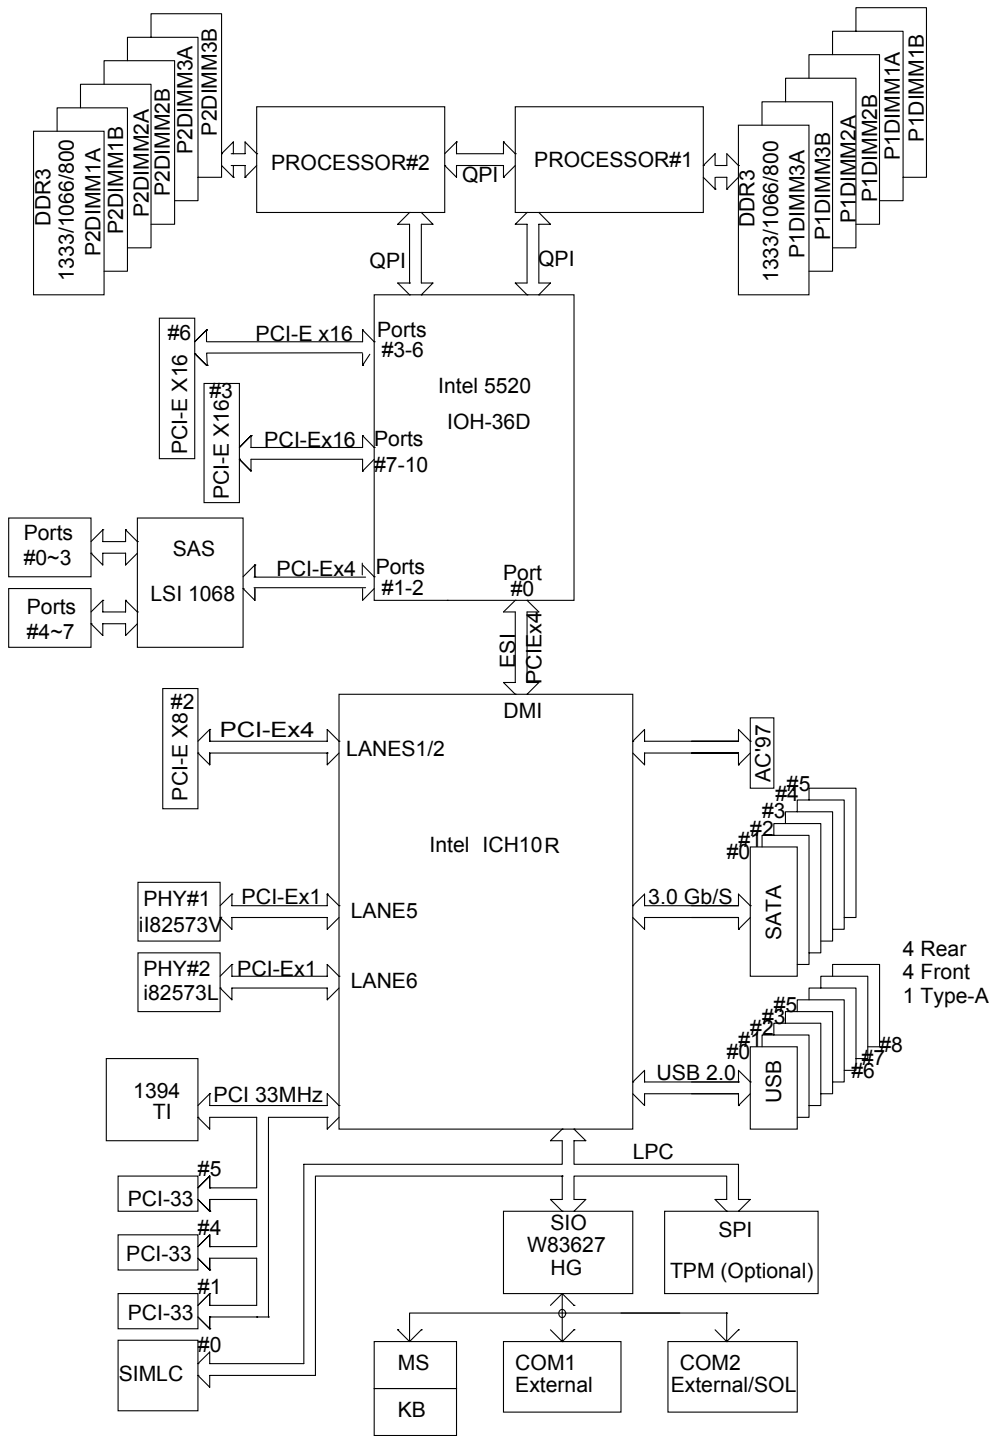 DDR3
1333/1066/800
P2DIMM1A
P2DIMM1B
P2DIMM2A
P2DIMM2B
P2DIMM3A
P2DIMM3B
PROCESSOR#2
QPI
PROCESSOR#1
DDR3
1333/1066/800
P1DIMM3A
P1DIMM3B
P1DIMM2A
P1DIMM2B
P1DIMM1A
P1DIMM1B
QPI
QPI
#6
PCI-E X16
PCI-E x16
Ports
#3-6
Intel 5520
IOH-36D
#3
PCI-E X16
PCI-Ex16
Ports
#7-10
Ports
#0~3
Ports
#4~7
SAS
LSI 1068
PCI-Ex4
Ports
#1-2
Port
#0
ESI
PCIEx4
DMI
#2
PCI-E X8
PCI-Ex4
LANES1/2
AC'97
Intel ICH10R
#5
#4
#3
#2
#1
#0
SATA
3.0 Gb/S
PHY#1
iI82573V
PCI-Ex1
LANE5
PHY#2
i82573L
PCI-Ex1
LANE6
4 Rear
4 Front
1 Type-A
#5
#3
#2
#1
#0
USB
#8
#7
#6
USB 2.0
1394
TI
PCI 33MHz
LPC
#5
PCI-33
#4
PCI-33
#1
PCI-33
#0
SIMLC
SIO
W83627
HG
SPI
TPM (Optional)
MS
KB
COM1
External
COM2
External/SOL